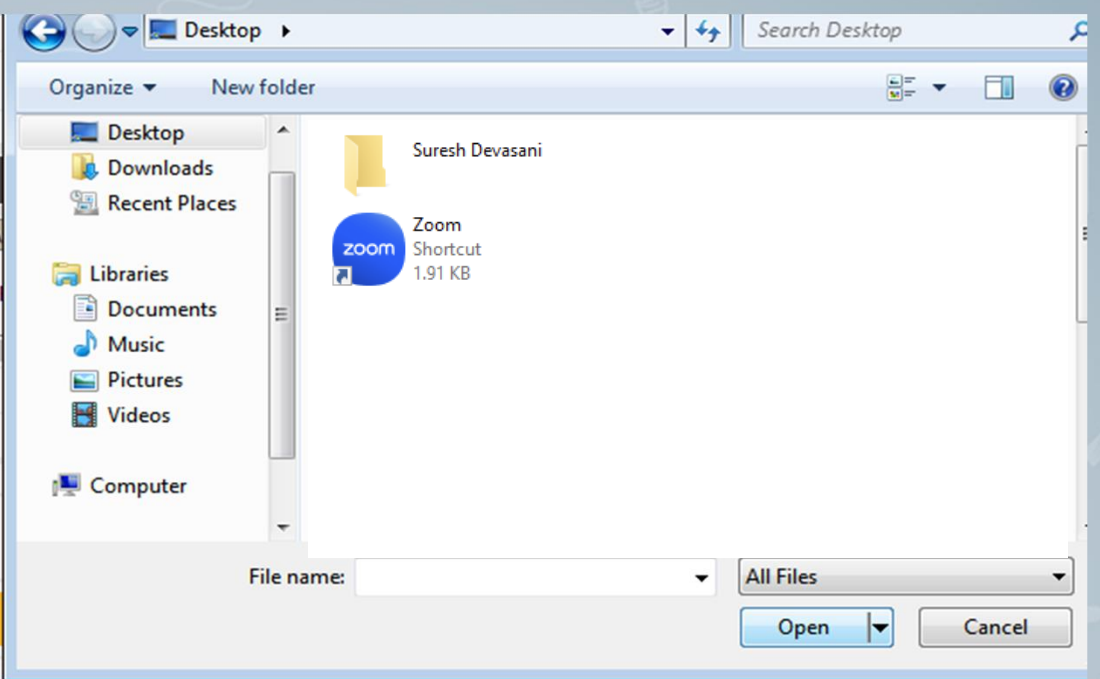 Desktop
Search Desktop
Organize
New folder
Desktop
Downloads
Recent Places
Libraries
Documents
Music
Pictures
Videos
Computer
Suresh Devasani
zoom
Zoom
Shortcut
1.91 KB
File name:
All Files
Open
Cancel